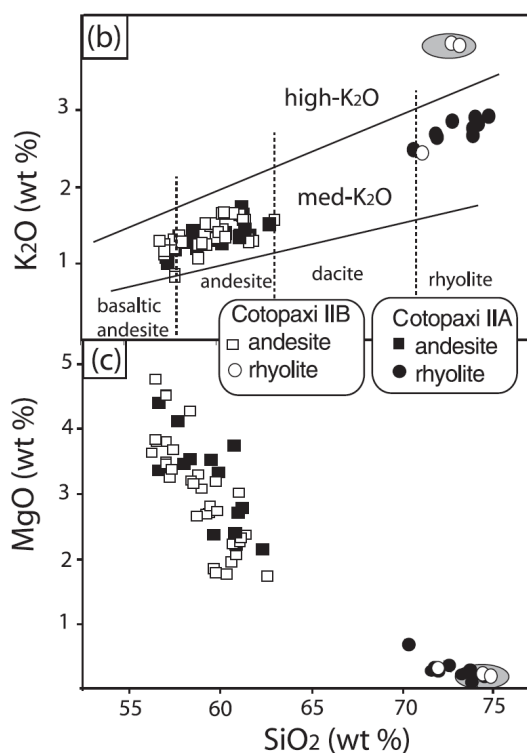 (b)
K2O (wt %)
3
2
1
high-K2O
med-K2O
basaltic
andesite
andesite
dacite
rhyolite
Cotopaxi IIB
andesite
rhyolite
Cotopaxi IIA
andesite
rhyolite
(c)
MgO (wt %)
5
4
3
2
1
55
60
65
70
75
SiO2 (wt %)